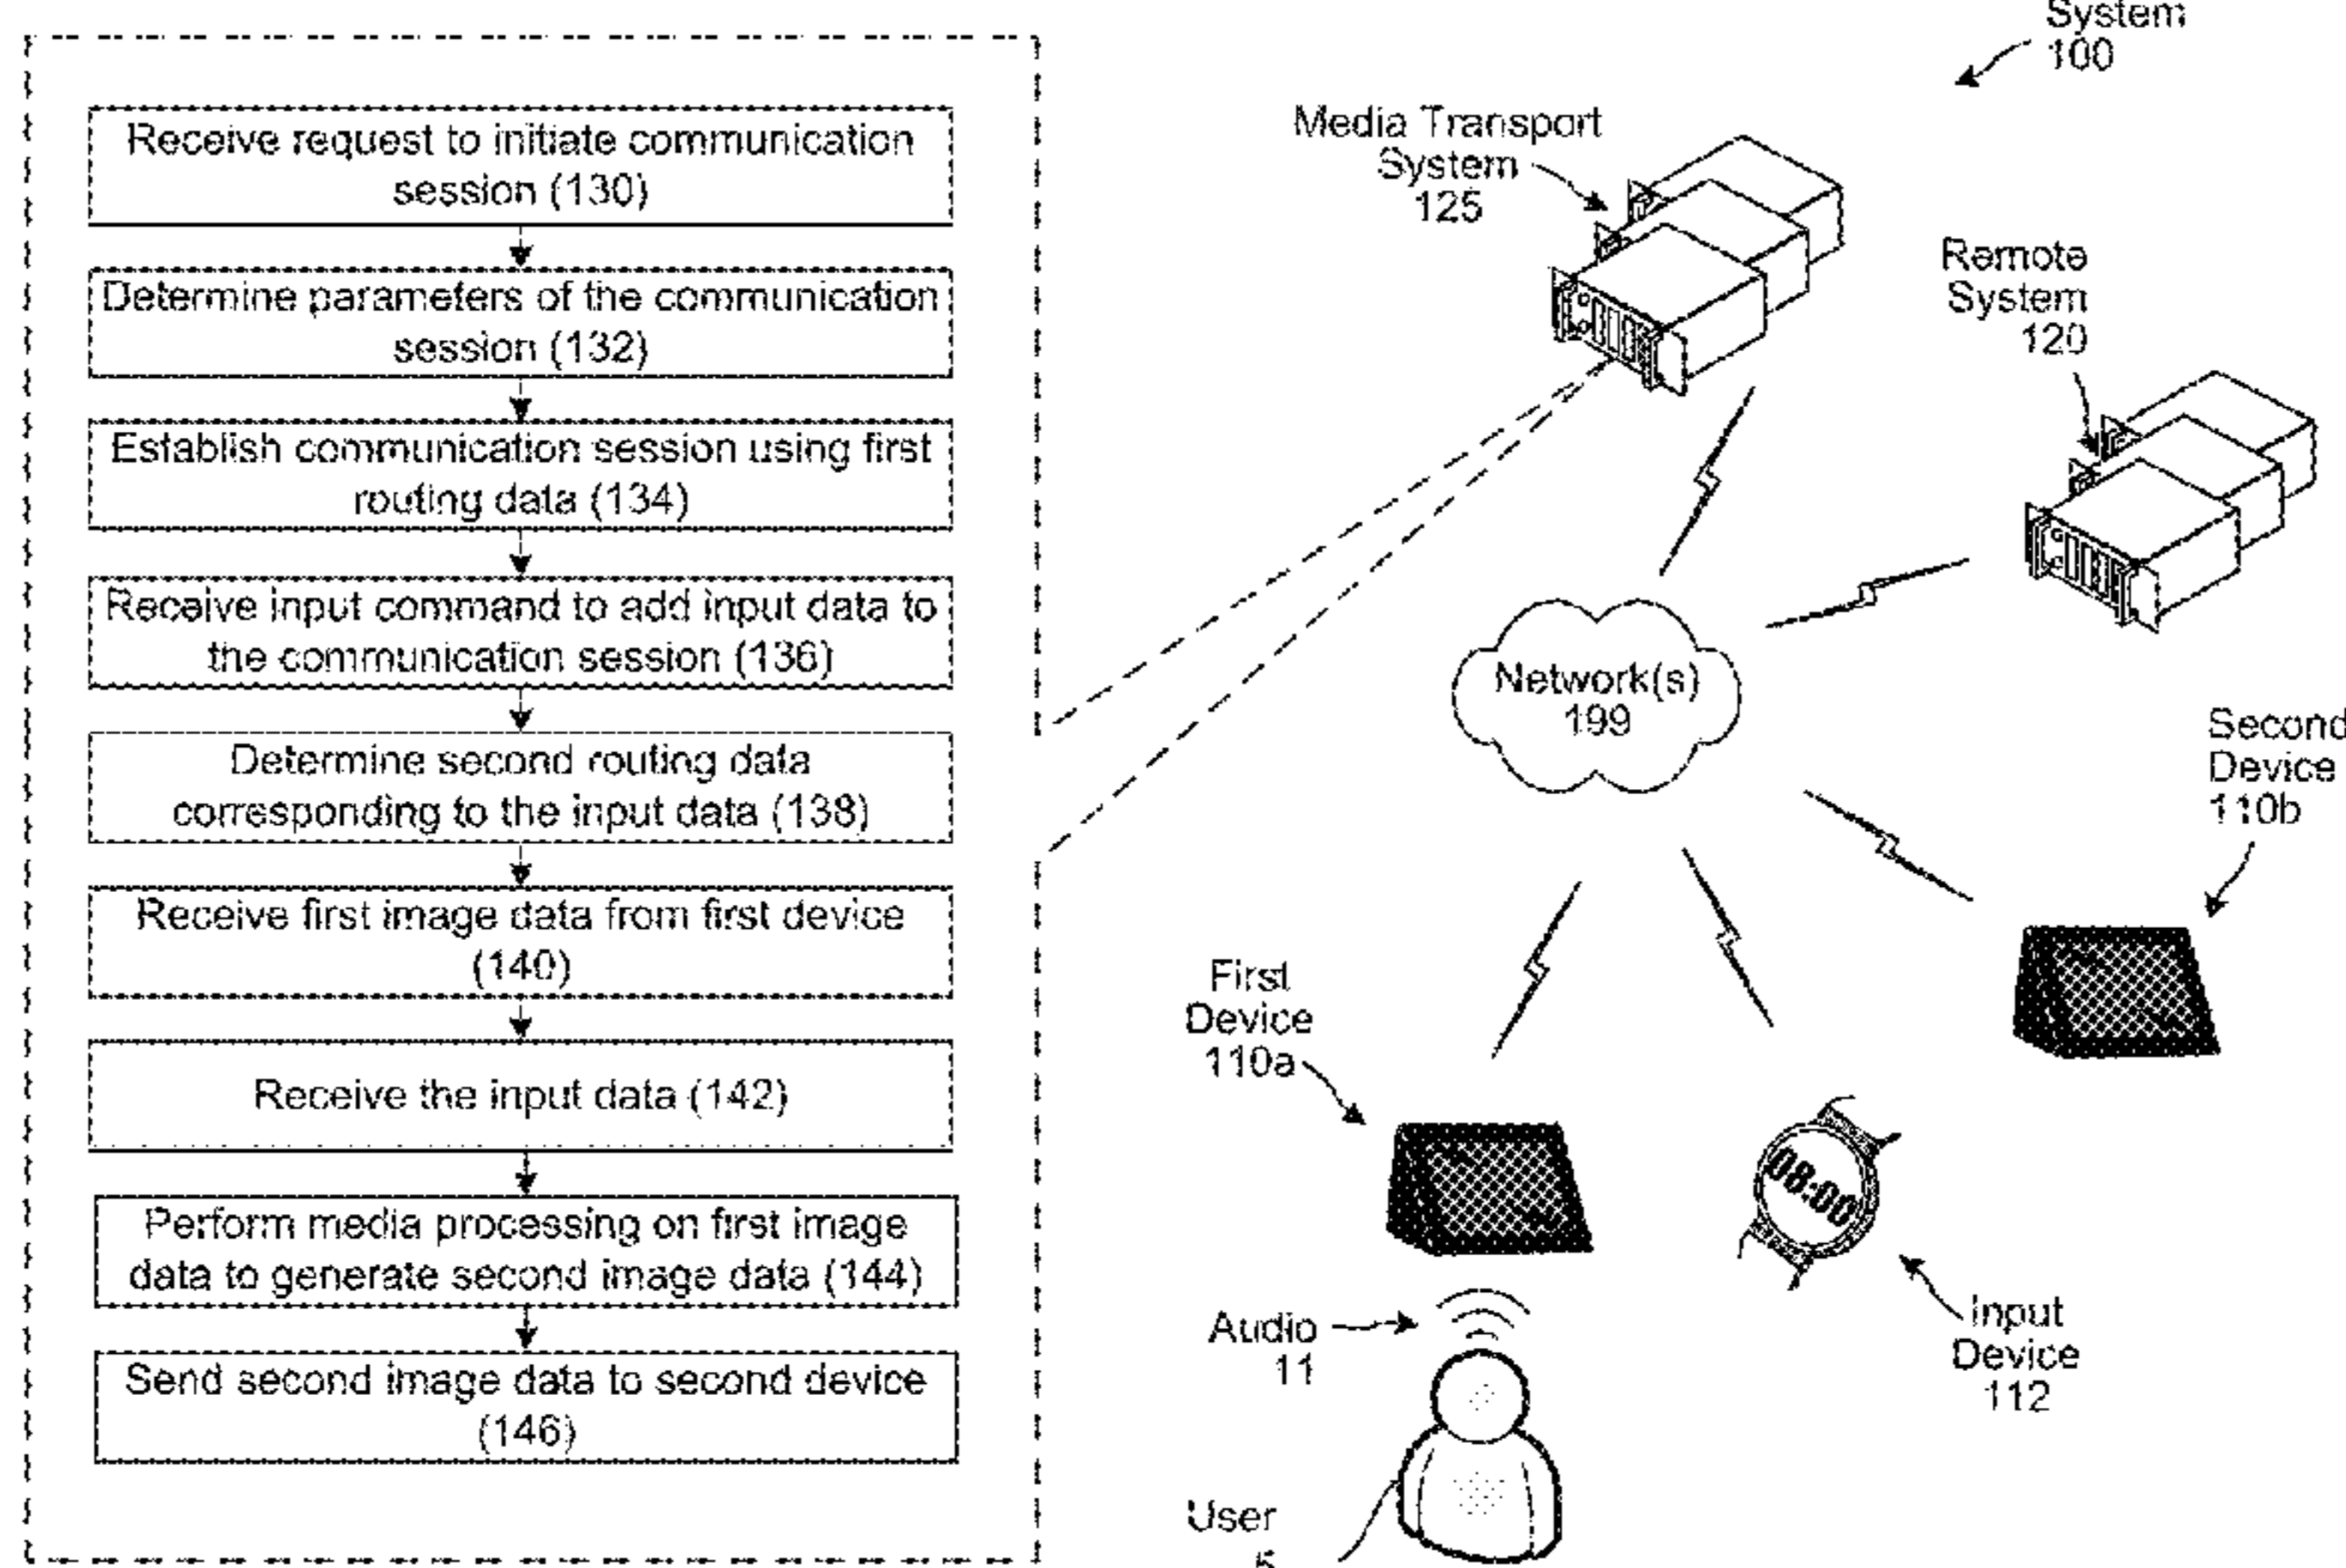 Receive request to initiate communication
session (130)
Determine parameters of the communication
session (132)
Establish communication session using first
routing data (134)
Receive input command to add input data to
the communication session (136)
Determine second routing data
corresponding to the input data (138)
Receive first image data from first device
(140)
Receive the input data (142)
Perform media processing on first image
data to generate second image data (144)
Send second image data to second device
(146)
System
100
Media Transport
System
125
Remote
System
120
Network(s)
199
Second
Device
110b
First
Device
110a
08:00
Input
Device
112
Audio
11
User
5